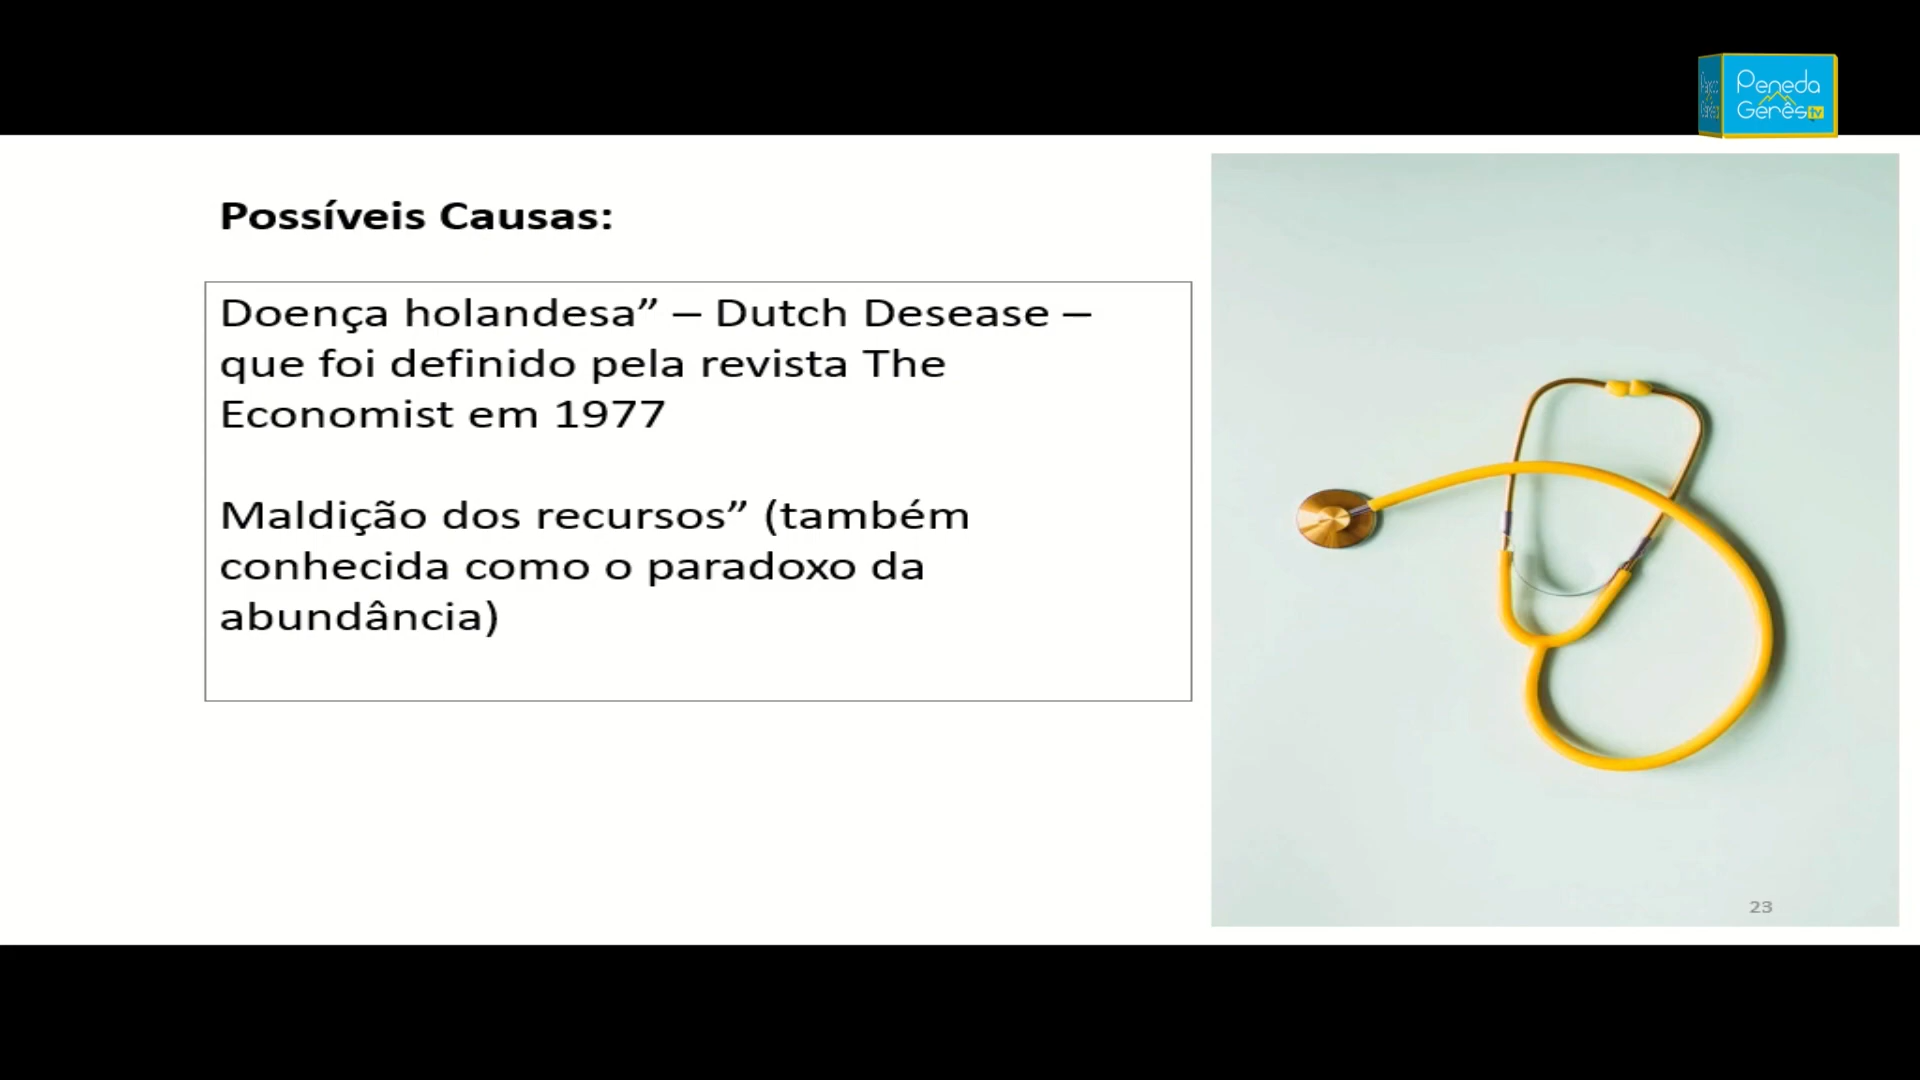 Peneda
Gerês tv
Possíveis Causas:
Doença holandesa” – Dutch Desease –
que foi definido pela revista The
Economist em 1977
Maldição dos recursos” (também
conhecida como o paradoxo da
abundância)
23